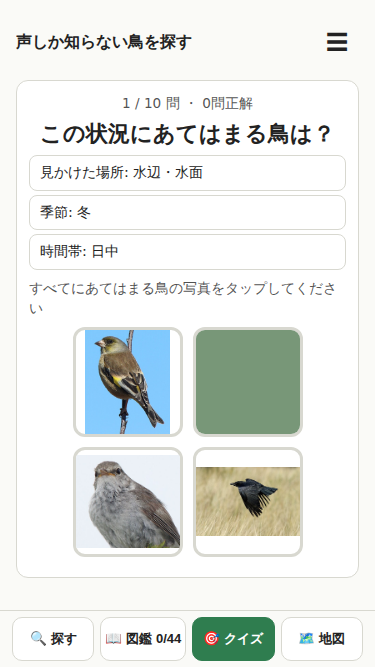 声しか知らない鳥を探す
1 / 10 問 ・ 0問正解
この状況にあてはまる鳥は？
見かけた場所: 水辺・水面
季節: 冬
時間帯: 日中
すべてにあてはまる鳥の写真をタップしてくださ
い
🔍 探す
📖 図鑑 0/44
🎯 クイズ
🗺️ 地図